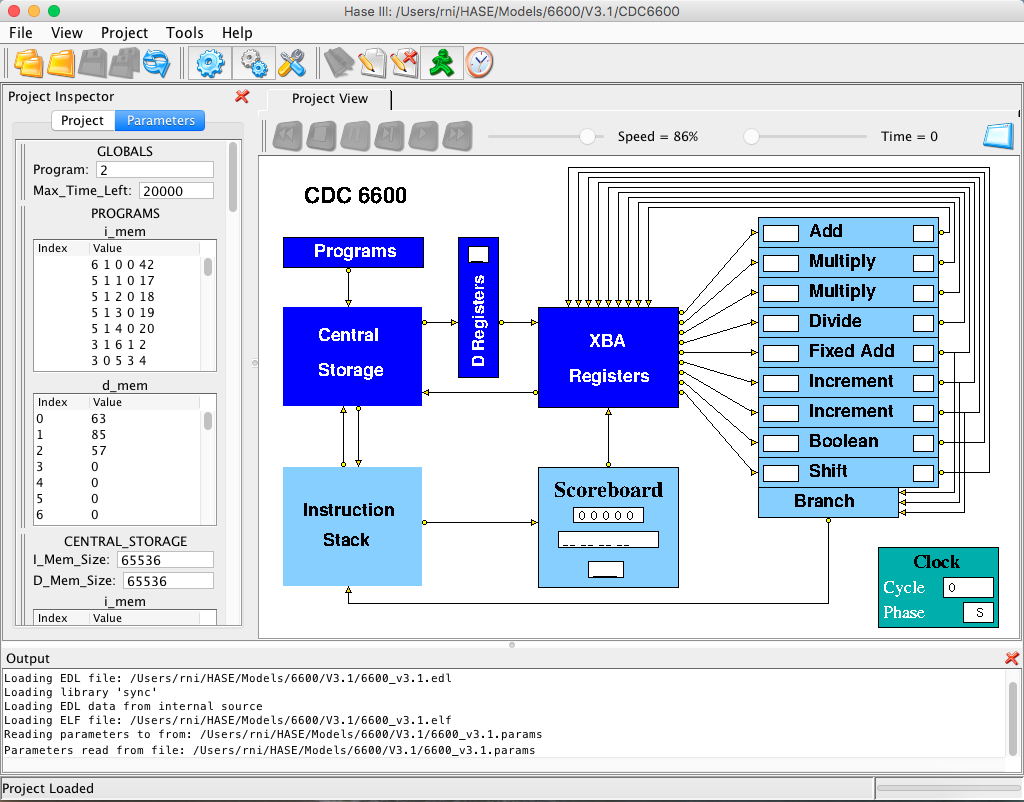 Hase III: /Users/rni/HASE/Models/6600/V3.1/CDC6600
File View Project Tools Help
Project Inspector
Project Parameters
GLOBALS
Program: 2
Max_Time_Left: 20000
PROGRAMS
i_mem
Index Value
6 1 0 0 42
5 1 1 0 17
5 1 2 0 18
5 1 3 0 19
5 1 4 0 20
3 1 6 1 2
3 0 5 3 4
d_mem
Index Value
0 63
1 85
2 57
3 0
4 0
5 0
6 0
CENTRAL_STORAGE
I_Mem_Size: 65536
D_Mem_Size: 65536
i_mem
Index Value
Project View
Speed = 86%
Time = 0
CDC 6600
Programs
Central
Storage
D Registers
XBA
Registers
Add
Multiply
Multiply
Divide
Fixed Add
Increment
Increment
Boolean
Shift
Branch
Instruction
Stack
Scoreboard
0 0 0 0 0
__ __ __ __
Clock
Cycle 0
Phase S
Output
Loading EDL file: /Users/rni/HASE/Models/6600/V3.1/6600_v3.1.edl
Loading library 'sync'
Loading EDL data from internal source
Loading ELF file: /Users/rni/HASE/Models/6600/V3.1/6600_v3.1.elf
Reading parameters to from: /Users/rni/HASE/Models/6600/V3.1/6600_v3.1.params
Parameters read from file: /Users/rni/HASE/Models/6600/V3.1/6600_v3.1.params
Project Loaded